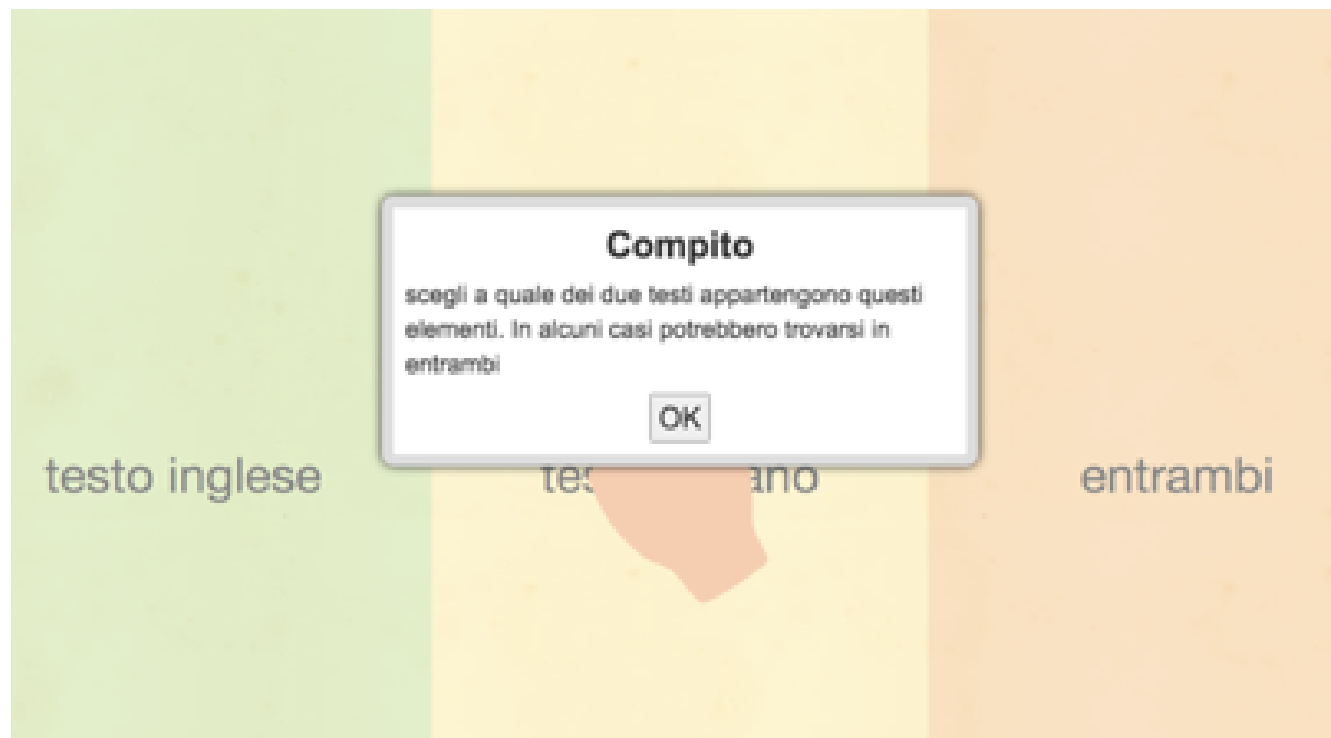 Compito
scegli a quale dei due testi appartengono questi
elementi. In alcuni casi potrebbero trovarsi in
entrambi
OK
testo inglese
entrambi